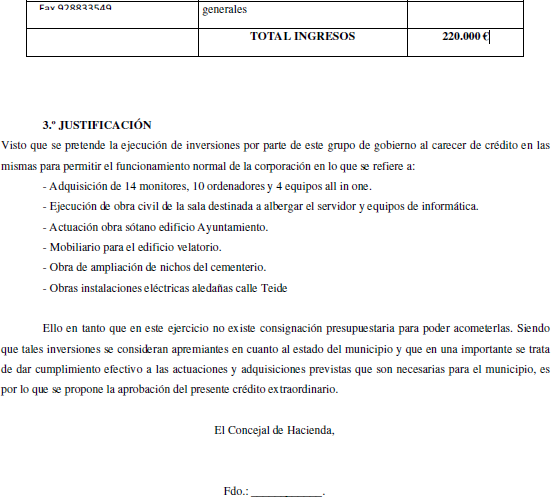 Fax 928833549
generales
TOTAL INGRESOS 220.000 €
3.º JUSTIFICACIÓN
Visto que se pretende la ejecución de inversiones por parte de este grupo de gobierno al carecer de crédito en las
mismas para permitir el funcionamiento normal de la corporación en lo que se refiere a:
- Adquisición de 14 monitores, 10 ordenadores y 4 equipos all in one.
- Ejecución de obra civil de la sala destinada a albergar el servidor y equipos de informática.
- Actuación obra sótano edificio Ayuntamiento.
- Mobiliario para el edificio velatorio.
- Obra de ampliación de nichos del cementerio.
- Obras instalaciones eléctricas aledañas calle Teide
Ello en tanto que en este ejercicio no existe consignación presupuestaria para poder acometerlas. Siendo
que tales inversiones se consideran apremiantes en cuanto al estado del municipio y que en una importante se trata
de dar cumplimiento efectivo a las actuaciones y adquisiciones previstas que son necesarias para el municipio, es
por lo que se propone la aprobación del presente crédito extraordinario.
El Concejal de Hacienda,
Fdo.: ____________.